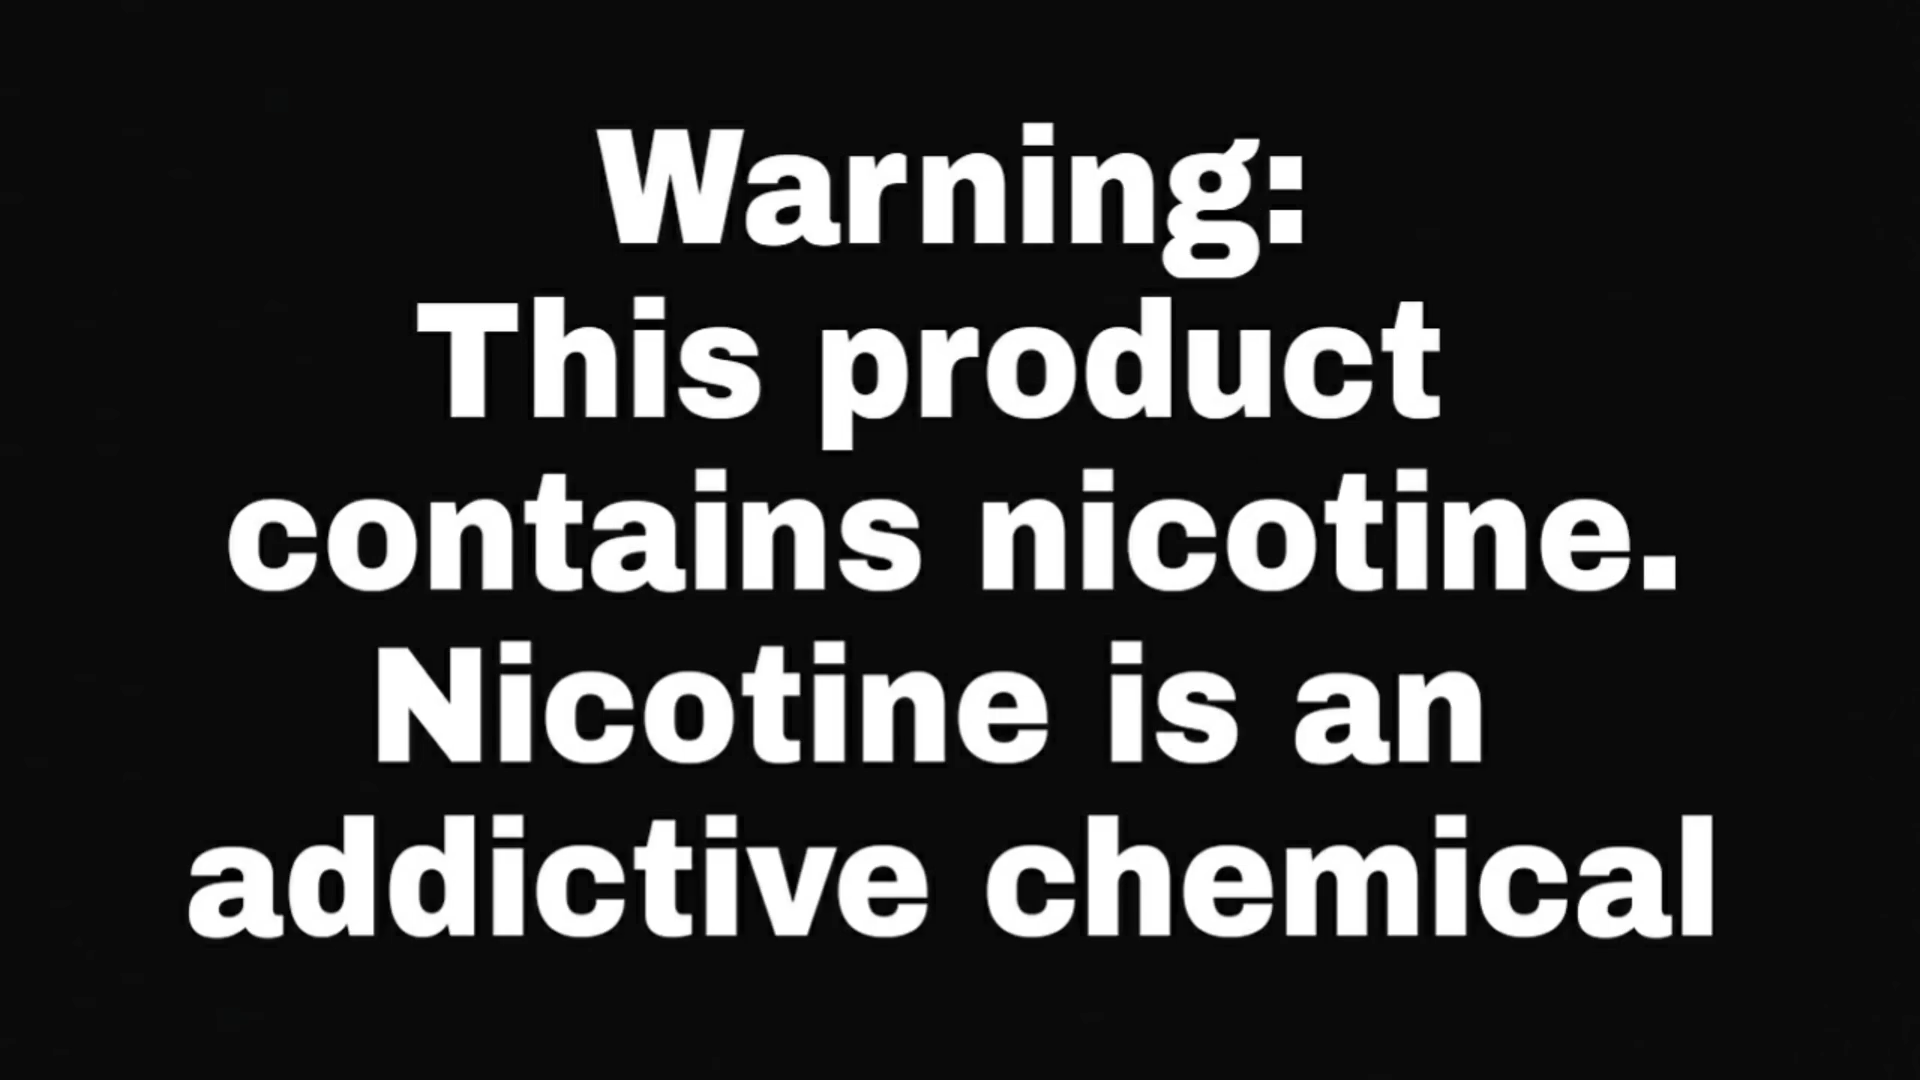 Warning:
This product
contains nicotine.
Nicotine is an
addictive chemical